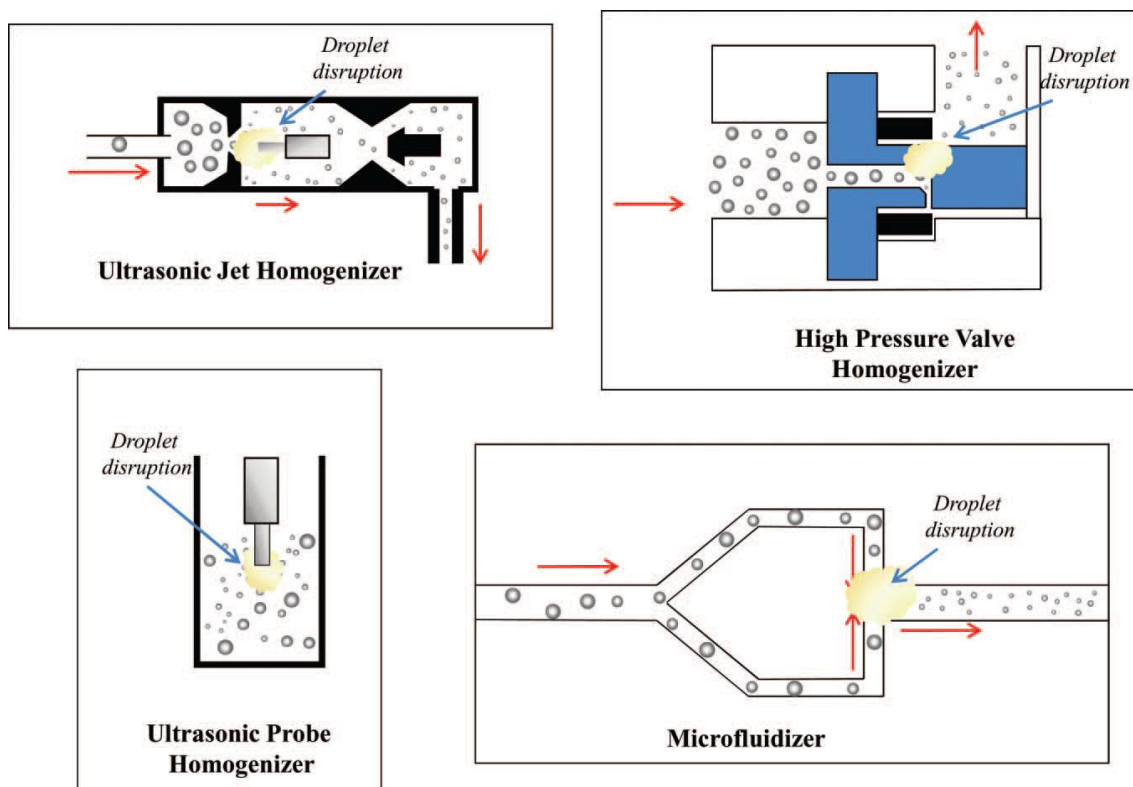 Droplet
disruption
Ultrasonic Jet Homogenizer
Droplet
disruption
High Pressure Valve
Homogenizer
Droplet
disruption
Ultrasonic Probe
Homogenizer
Droplet
disruption
Microfluidizer